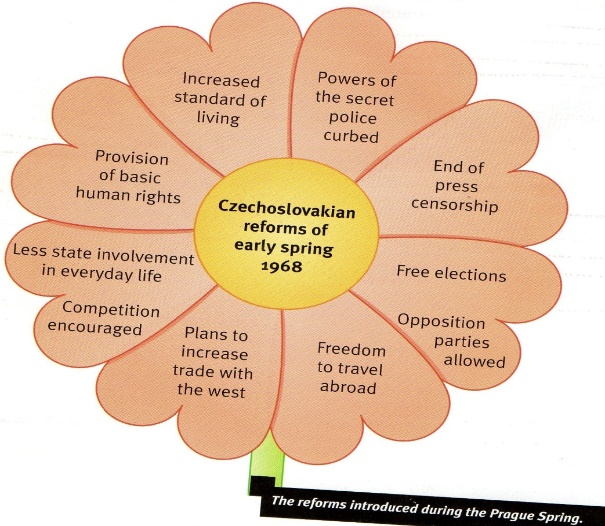 Increased
standard of
living
Powers of
the secret
police
curbed
End of
press
censorship
Free elections
Opposition
parties
allowed
Freedom
to travel
abroad
Plans to
increase
trade with
the west
Less state involvement
in everyday life
Competition
encouraged
Provision
of basic
human rights
Czechoslovakian
reforms of
early spring
1968
The reforms introduced during the Prague Spring.